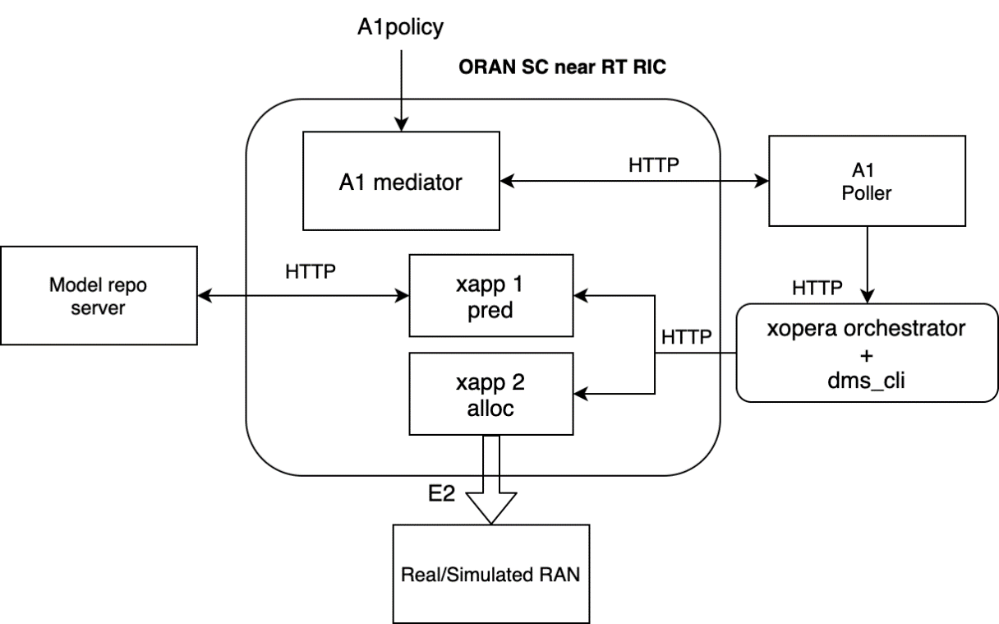 A1policy
ORAN SC near RT RIC
A1 mediator
HTTP
A1
Poller
Model repo
server
HTTP
xapp 1
pred
HTTP
xapp 2
alloc
HTTP
xopera orchestrator
+
dms_cli
E2
Real/Simulated RAN